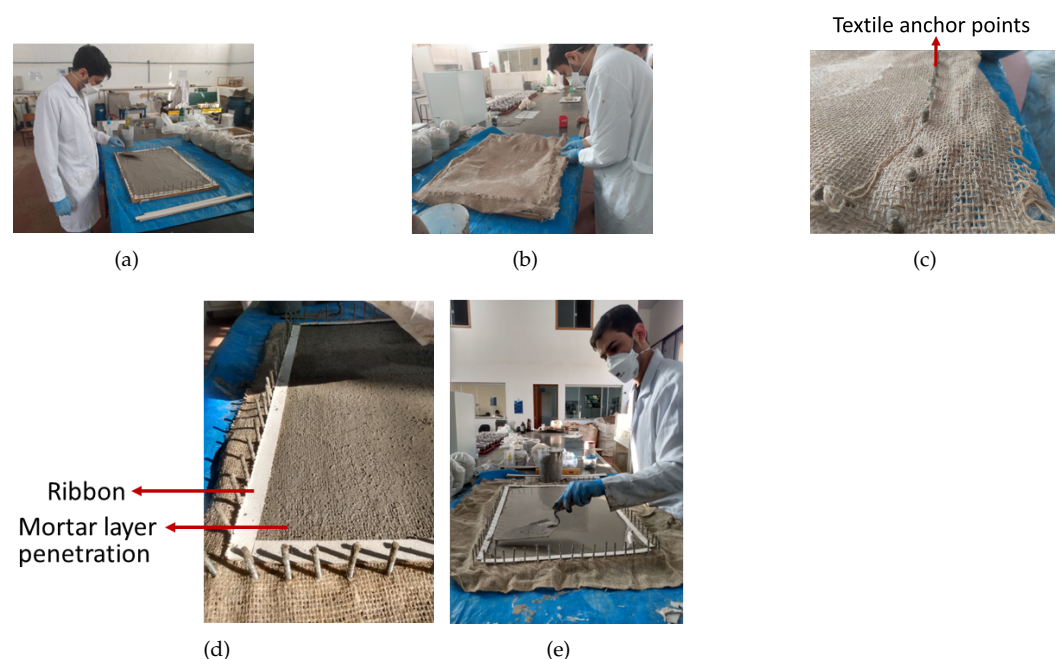 Textile anchor points
(a)
(b)
(c)
Ribbon
Mortar layer
penetration
(d)
(e)